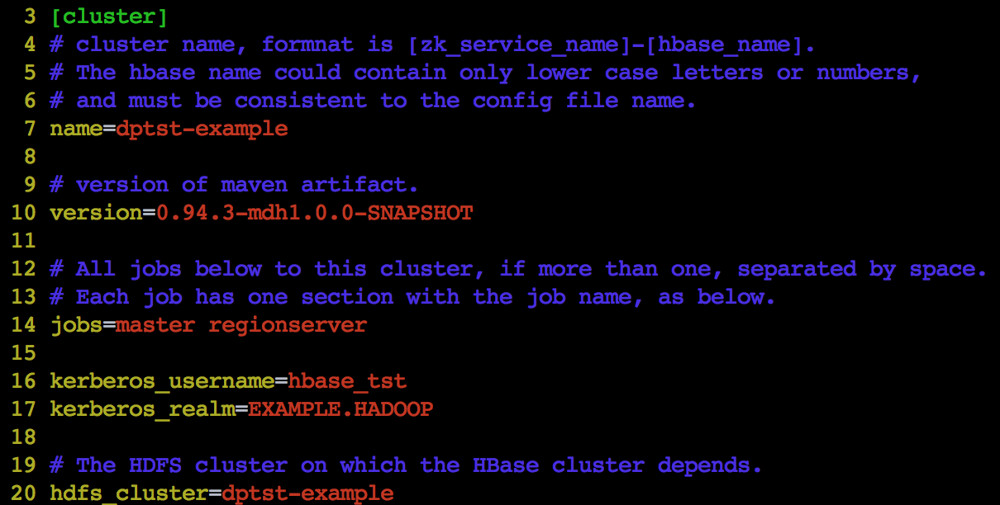 3 [cluster]
4 # cluster name, formnat is [zk_service_name]-[hbase_name].
5 # The hbase name could contain only lower case letters or numbers,
6 # and must be consistent to the config file name.
7 name=dptst-example
8
9 # version of maven artifact.
10 version=0.94.3-mdh1.0.0-SNAPSHOT
11
12 # All jobs below to this cluster, if more than one, separated by space.
13 # Each job has one section with the job name, as below.
14 jobs=master regionserver
15
16 kerberos_username=hbase_tst
17 kerberos_realm=EXAMPLE.HADOOP
18
19 # The HDFS cluster on which the HBase cluster depends.
20 hdfs_cluster=dptst-example